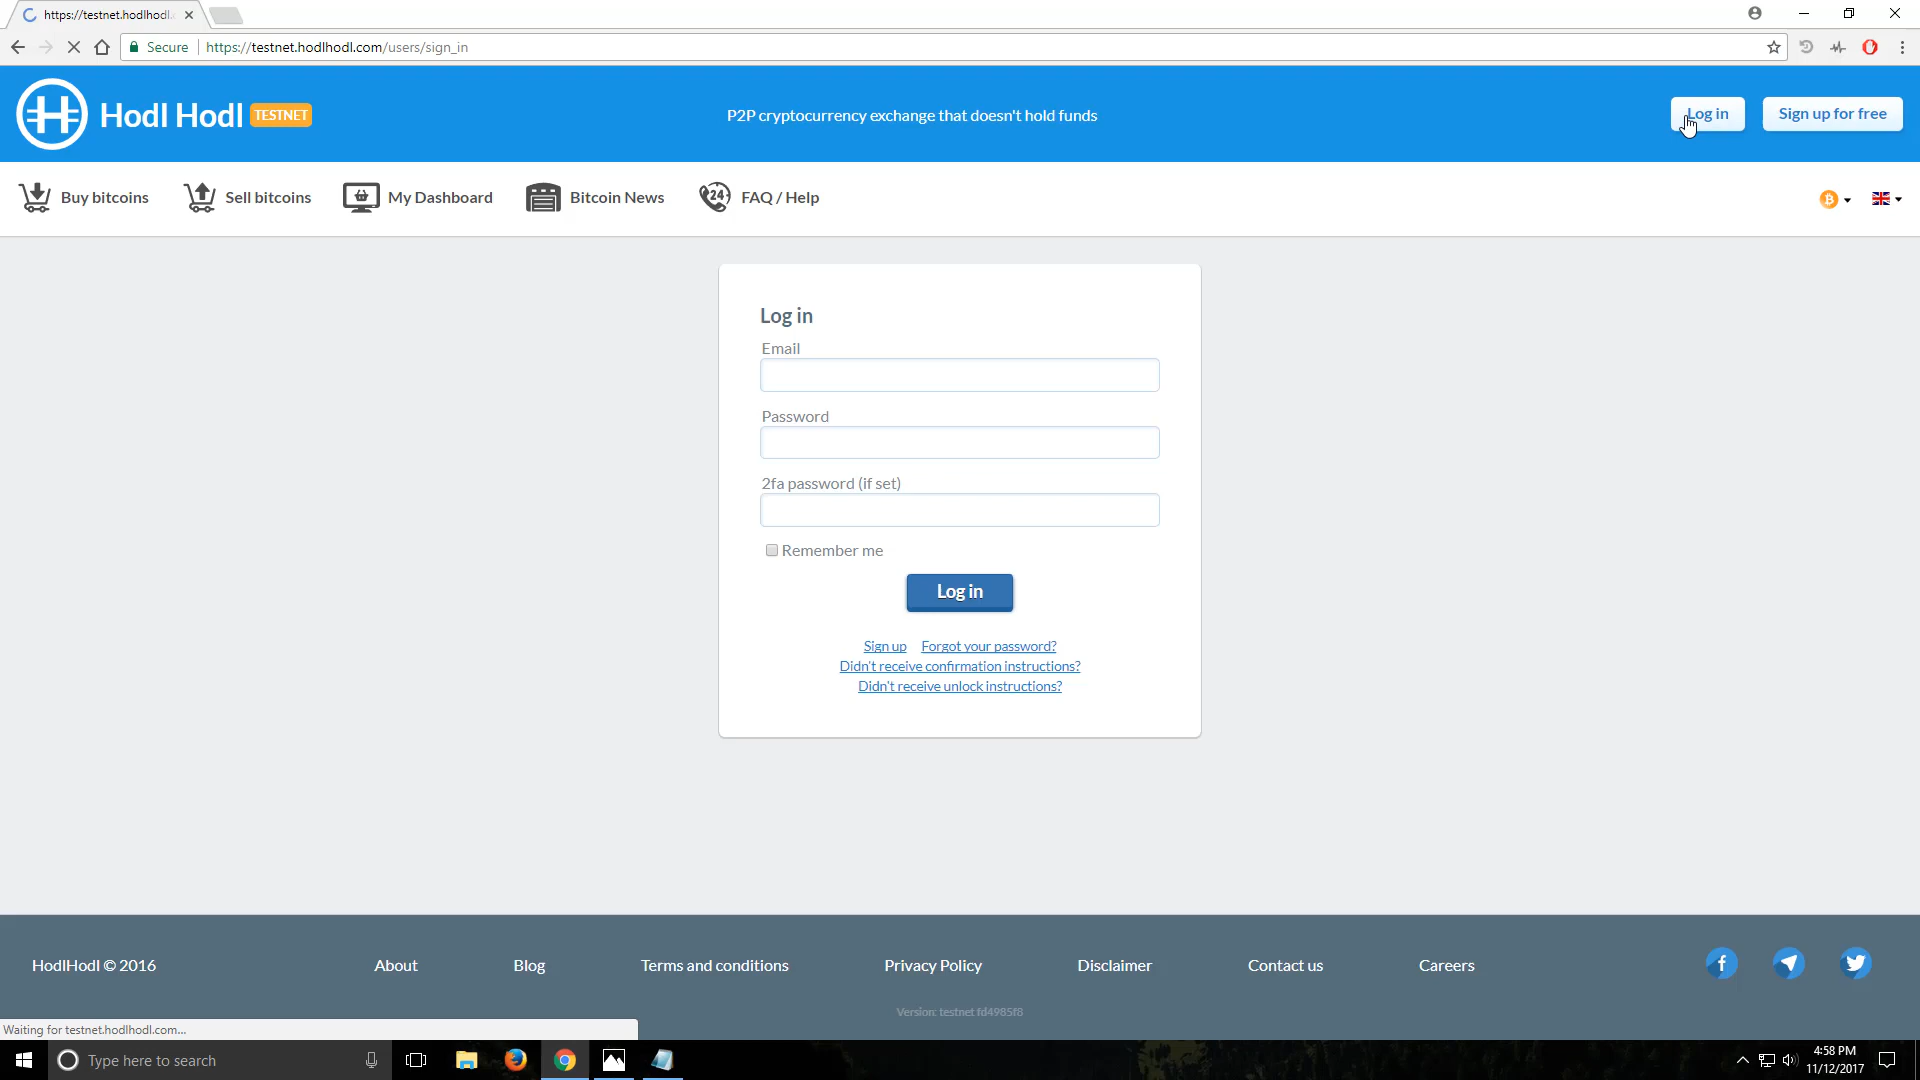 https://testnet.hodlhodl.
Secure
https://testnet.hodlhodl.com/users/sign_in
Hodl Hodl TESTNET
P2P cryptocurrency exchange that doesn't hold funds
Log in
Sign up for free
Buy bitcoins
Sell bitcoins
My Dashboard
Bitcoin News
24
FAQ / Help
Log in
Email
Password
2fa password (if set)
Remember me
Log in
Sign up
Forgot your password?
Didn't receive confirmation instructions?
Didn't receive unlock instructions?
HodlHodl © 2016
About
Blog
Terms and conditions
Privacy Policy
Disclaimer
Contact us
Careers
Version: testnet fd4985f8
Waiting for testnet.hodlhodl.com...
Type here to search
4:58 PM
11/12/2017